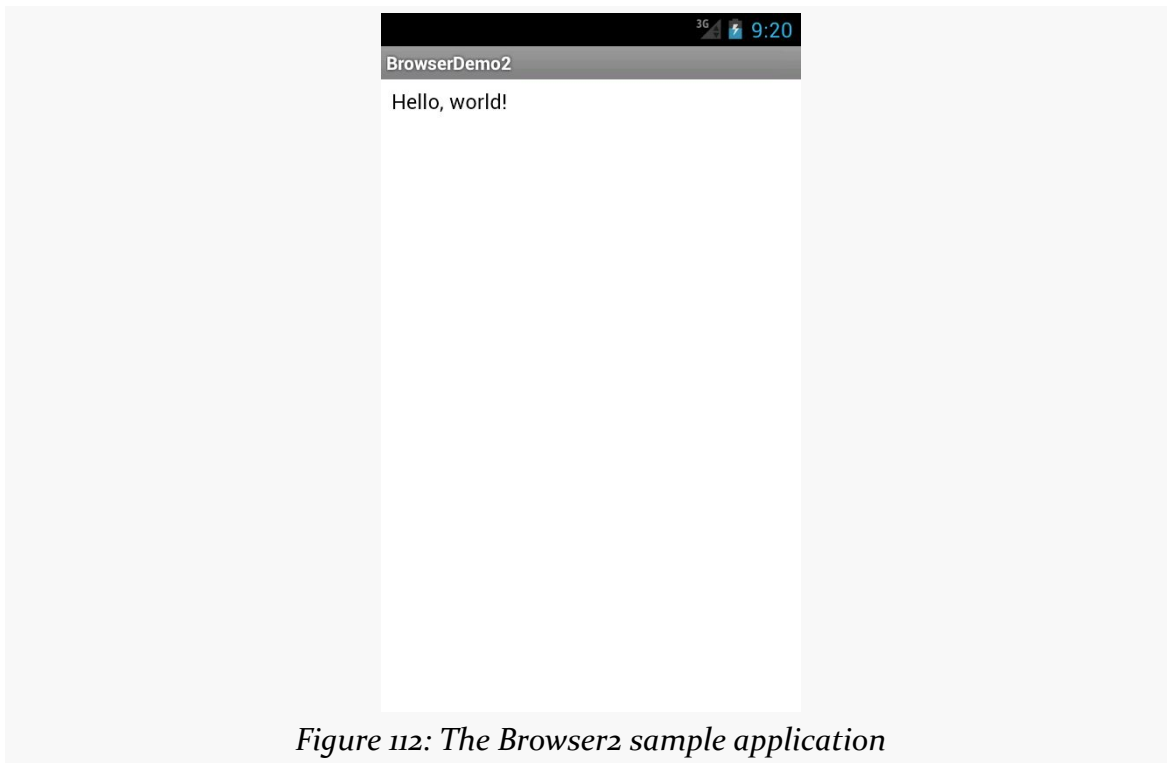 3G 9:20
BrowserDemo2
Hello, world!
Figure 112: The Browser2 sample application